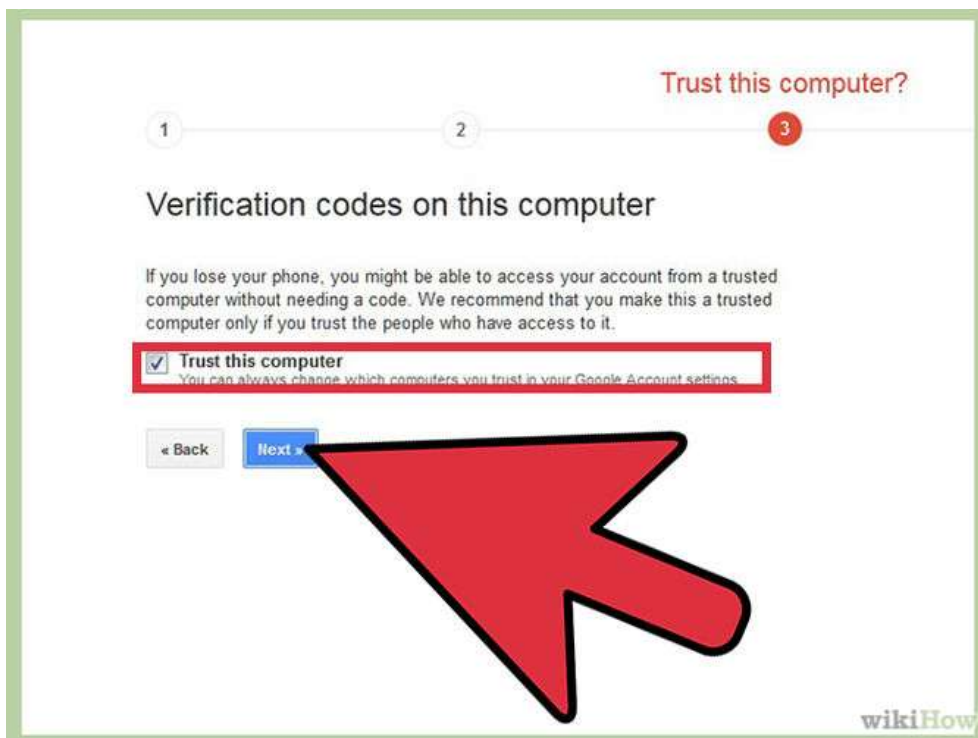 Trust this computer?
1 2 3
Verification codes on this computer
If you lose your phone, you might be able to access your account from a trusted
computer without needing a code. We recommend that you make this a trusted
computer only if you trust the people who have access to it.
Trust this computer
You can always change which computers you trust in your Google Account settings
« Back Next »
wikiHow